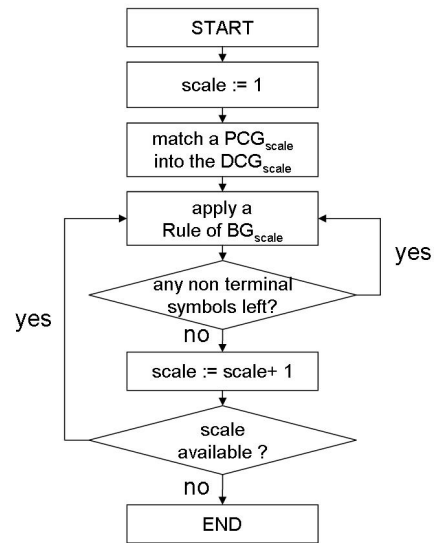 START
scale := 1
match a PCGscale
into the DCGscale
apply a
Rule of BGscale
yes
any non terminal
symbols left?
yes
no
scale := scale+ 1
scale
available ?
no
END